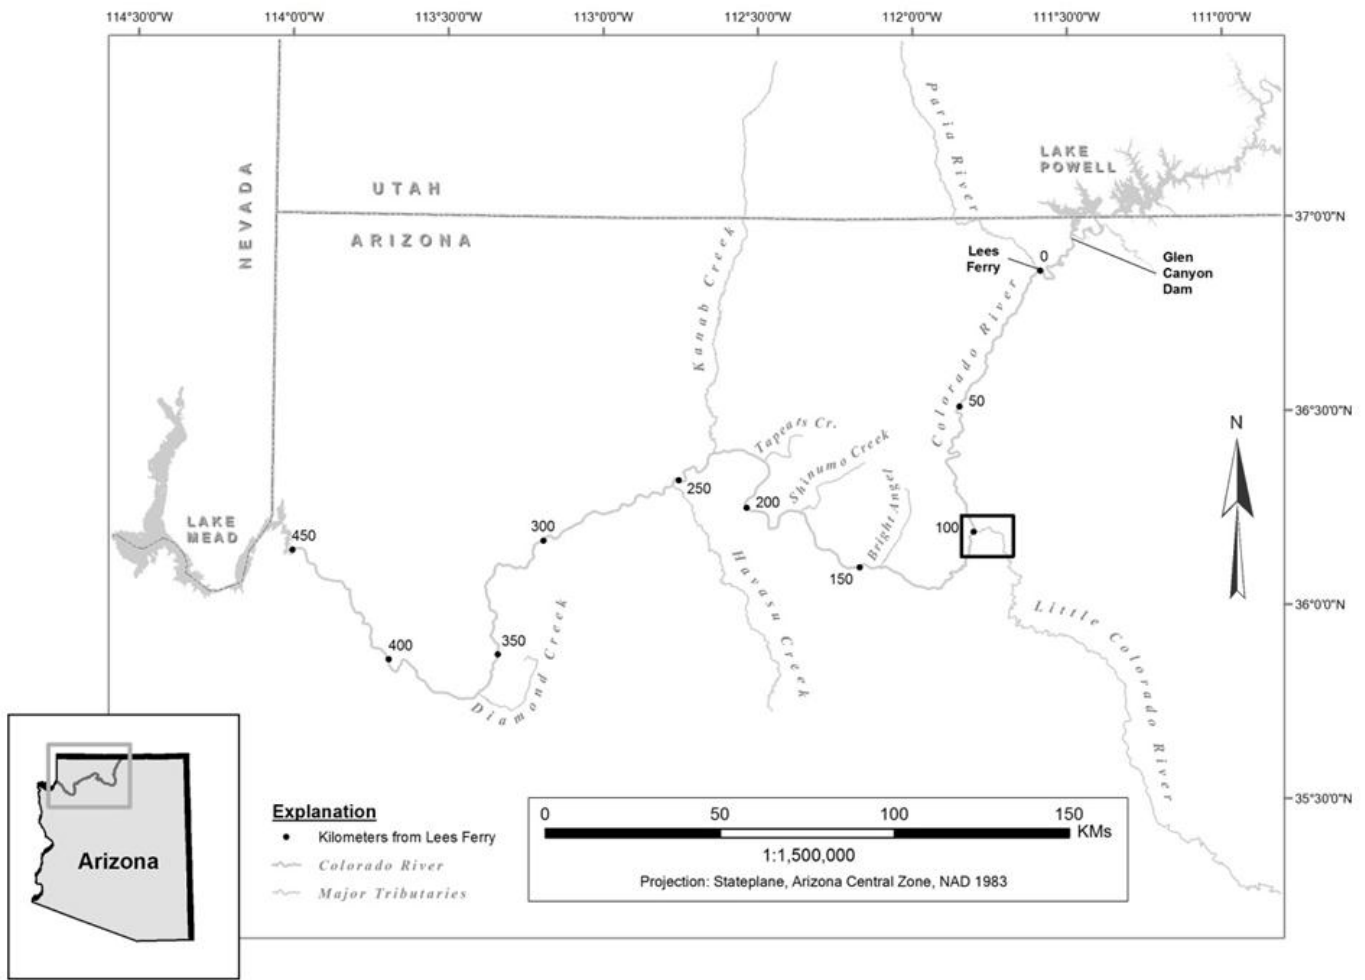 114°30'0"W 114°0'0"W 113°30'0"W 113°0'0"W 112°30'0"W 112°0'0"W 111°30'0"W 111°0'0"W
Paria River
LAKE
POWELL
NEVADA
UTAH
ARIZONA
37°0'0"N
Kanab Creek
Lees
Ferry
0
Glen
Canyon
Dam
Colorado River
50
36°30'0"N
N
Tapeats Cr.
Shinumo Creek
Bright Angel
250
200
LAKE
MEAD
450
300
100
150
Havasu Creek
36°0'0"N
Little Colorado River
400
350
Diamond Creek
35°30'0"N
Arizona
Explanation
Kilometers from Lees Ferry
Colorado River
Major Tributaries
0 50 100 150
KMs
1:1,500,000
Projection: Stateplane, Arizona Central Zone, NAD 1983